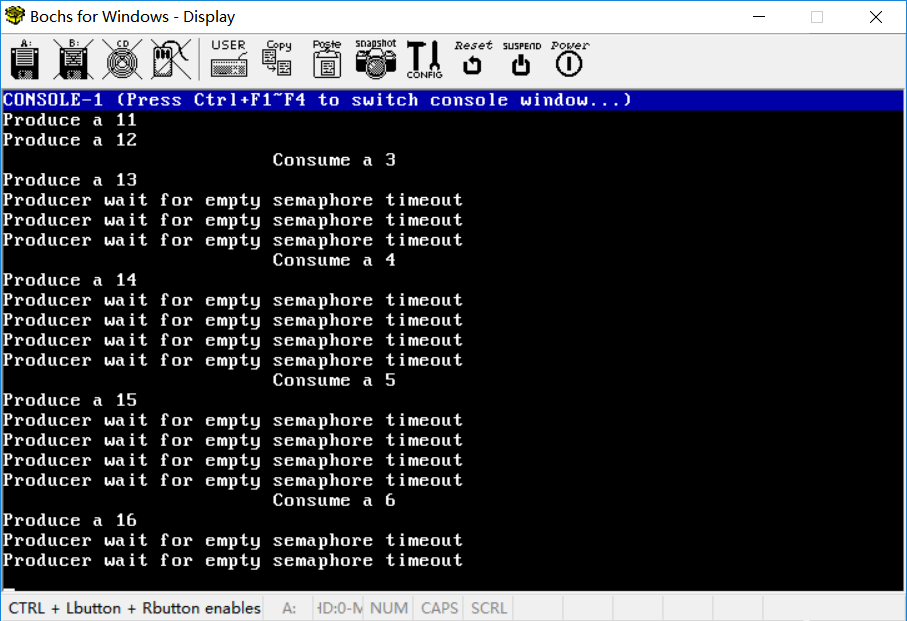 Bochs for Windows - Display
A: B: CD USER Copy Paste snapshot CONFIG Reset SUSPEND Power
CONSOLE-1 (Press Ctrl+F1~F4 to switch console window...)
Produce a 11
Produce a 12
Consume a 3
Produce a 13
Producer wait for empty semaphore timeout
Producer wait for empty semaphore timeout
Producer wait for empty semaphore timeout
Consume a 4
Produce a 14
Producer wait for empty semaphore timeout
Producer wait for empty semaphore timeout
Producer wait for empty semaphore timeout
Producer wait for empty semaphore timeout
Consume a 5
Produce a 15
Producer wait for empty semaphore timeout
Producer wait for empty semaphore timeout
Producer wait for empty semaphore timeout
Producer wait for empty semaphore timeout
Consume a 6
Produce a 16
Producer wait for empty semaphore timeout
Producer wait for empty semaphore timeout
CTRL + Lbutton + Rbutton enables A: HD:0-M NUM CAPS SCRL